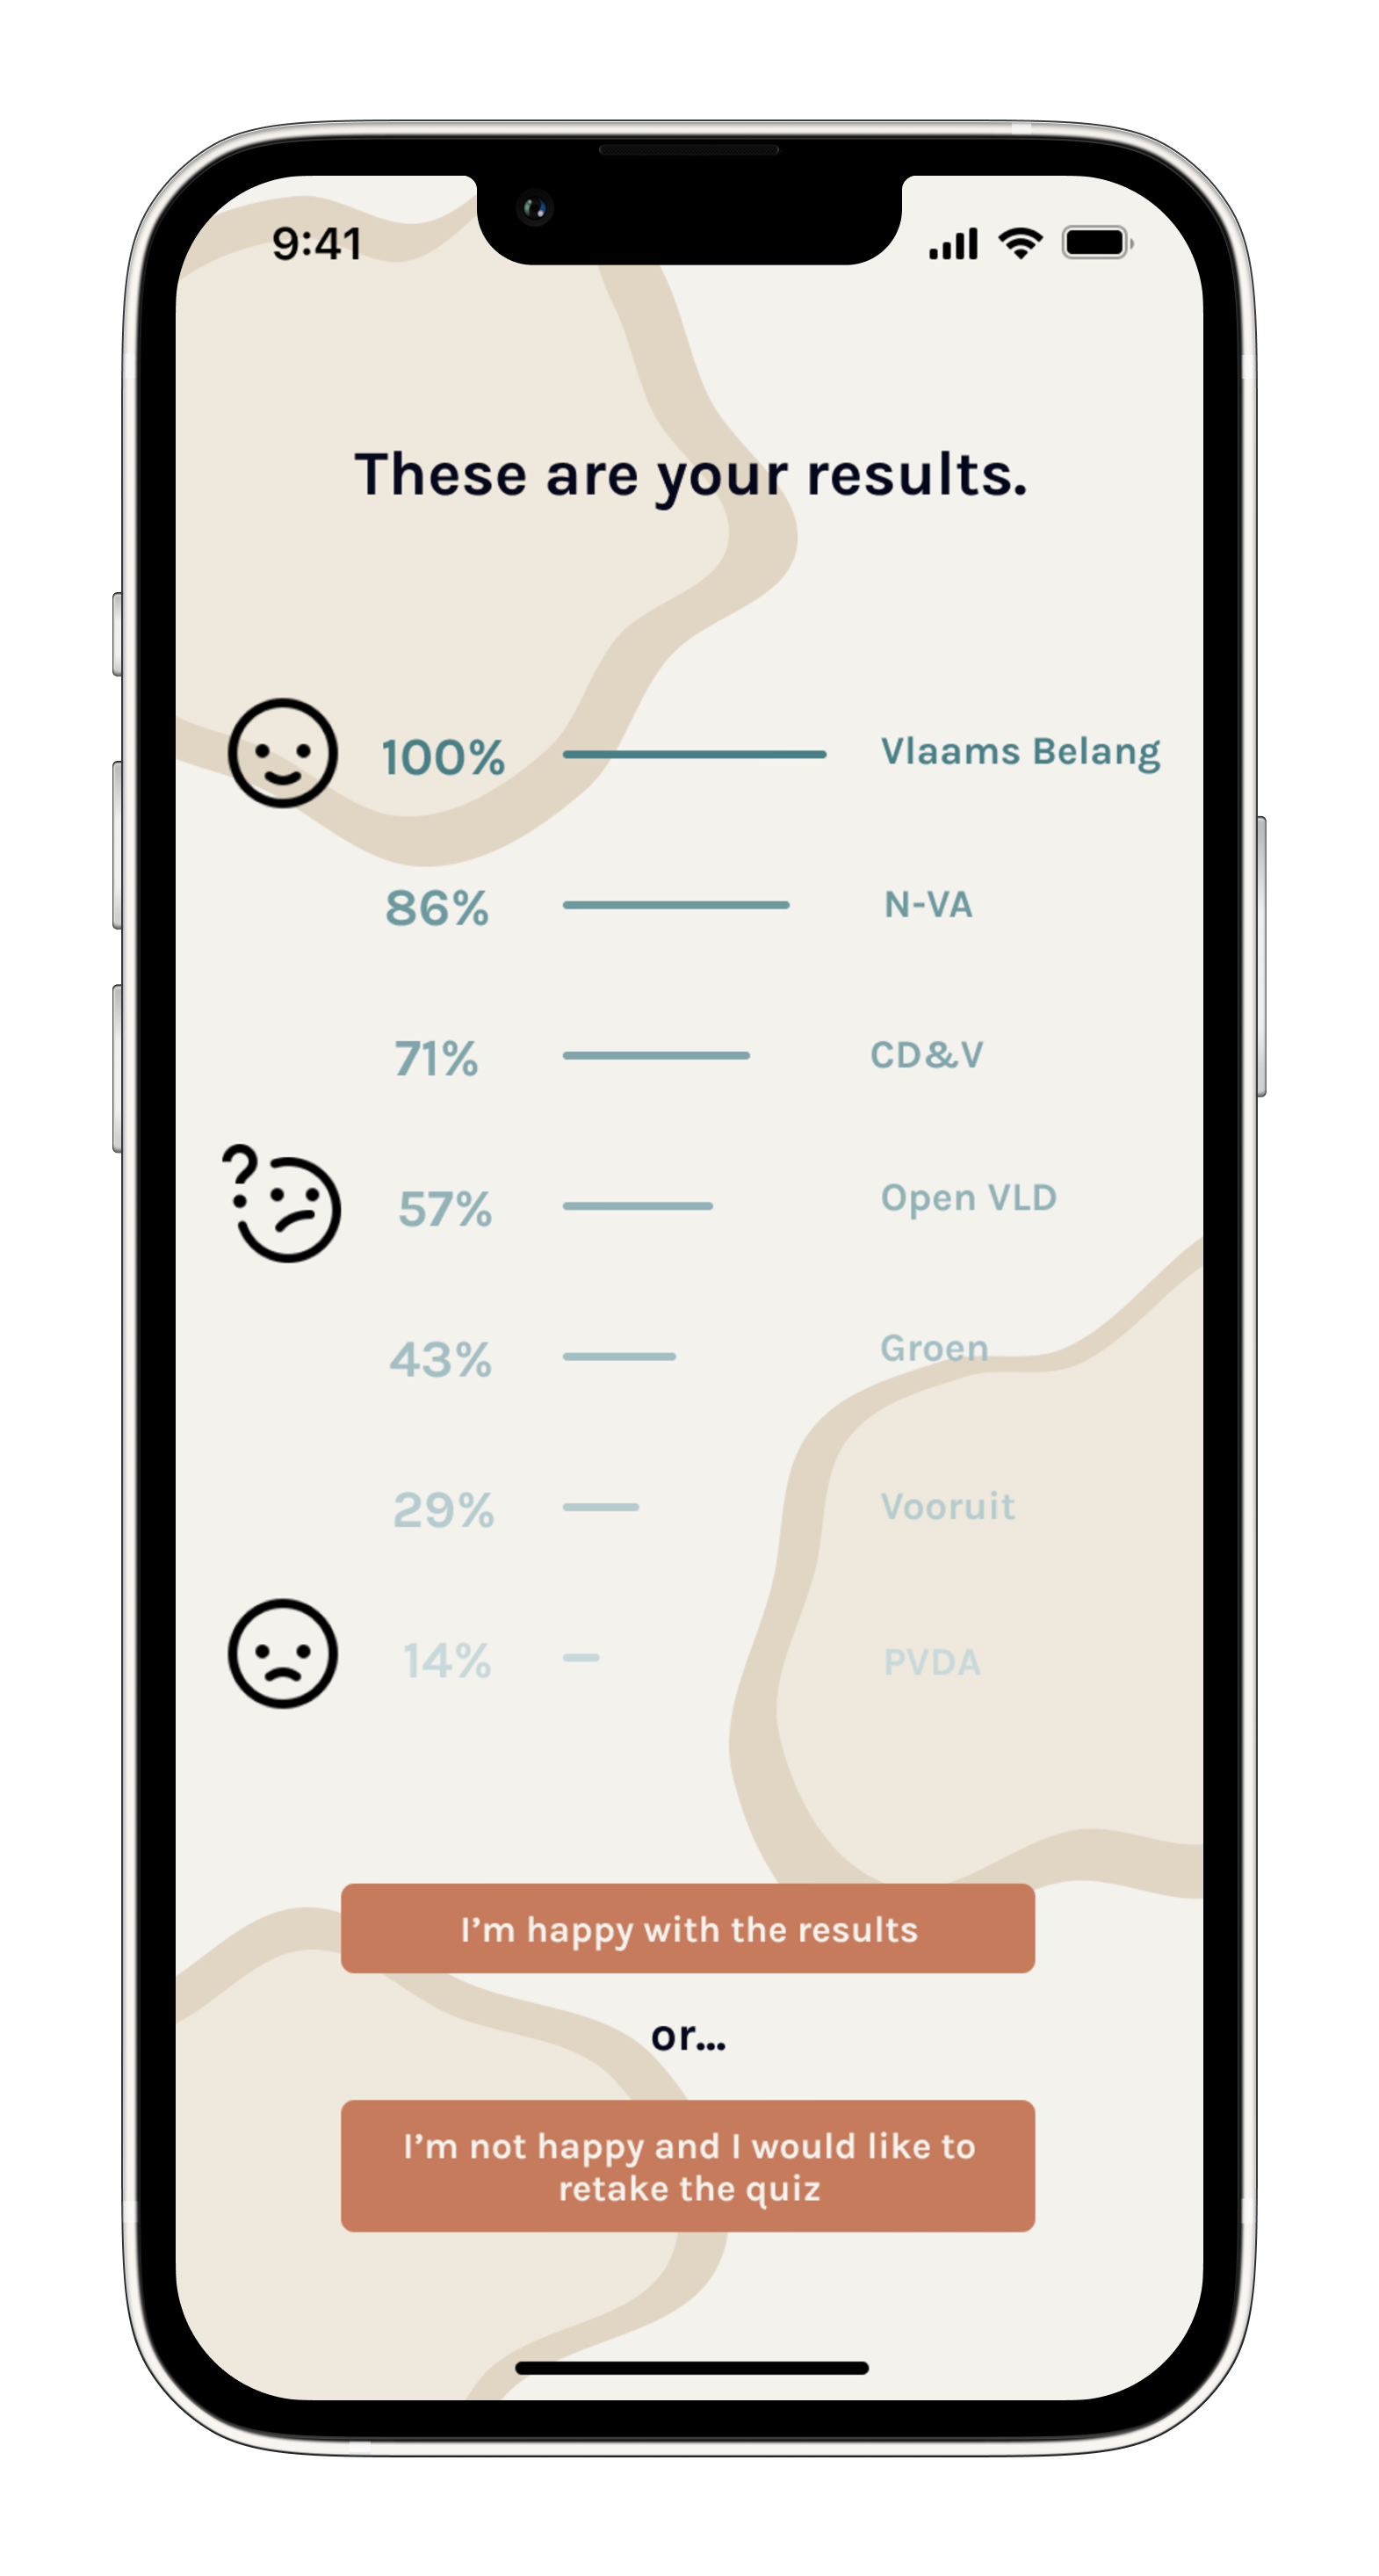 9:41
These are your results.
100% Vlaams Belang
86% N-VA
71% CD&V
?
57% Open VLD
43% Groen
29% Vooruit
14% PVDA
I’m happy with the results
or...
I’m not happy and I would like to
retake the quiz